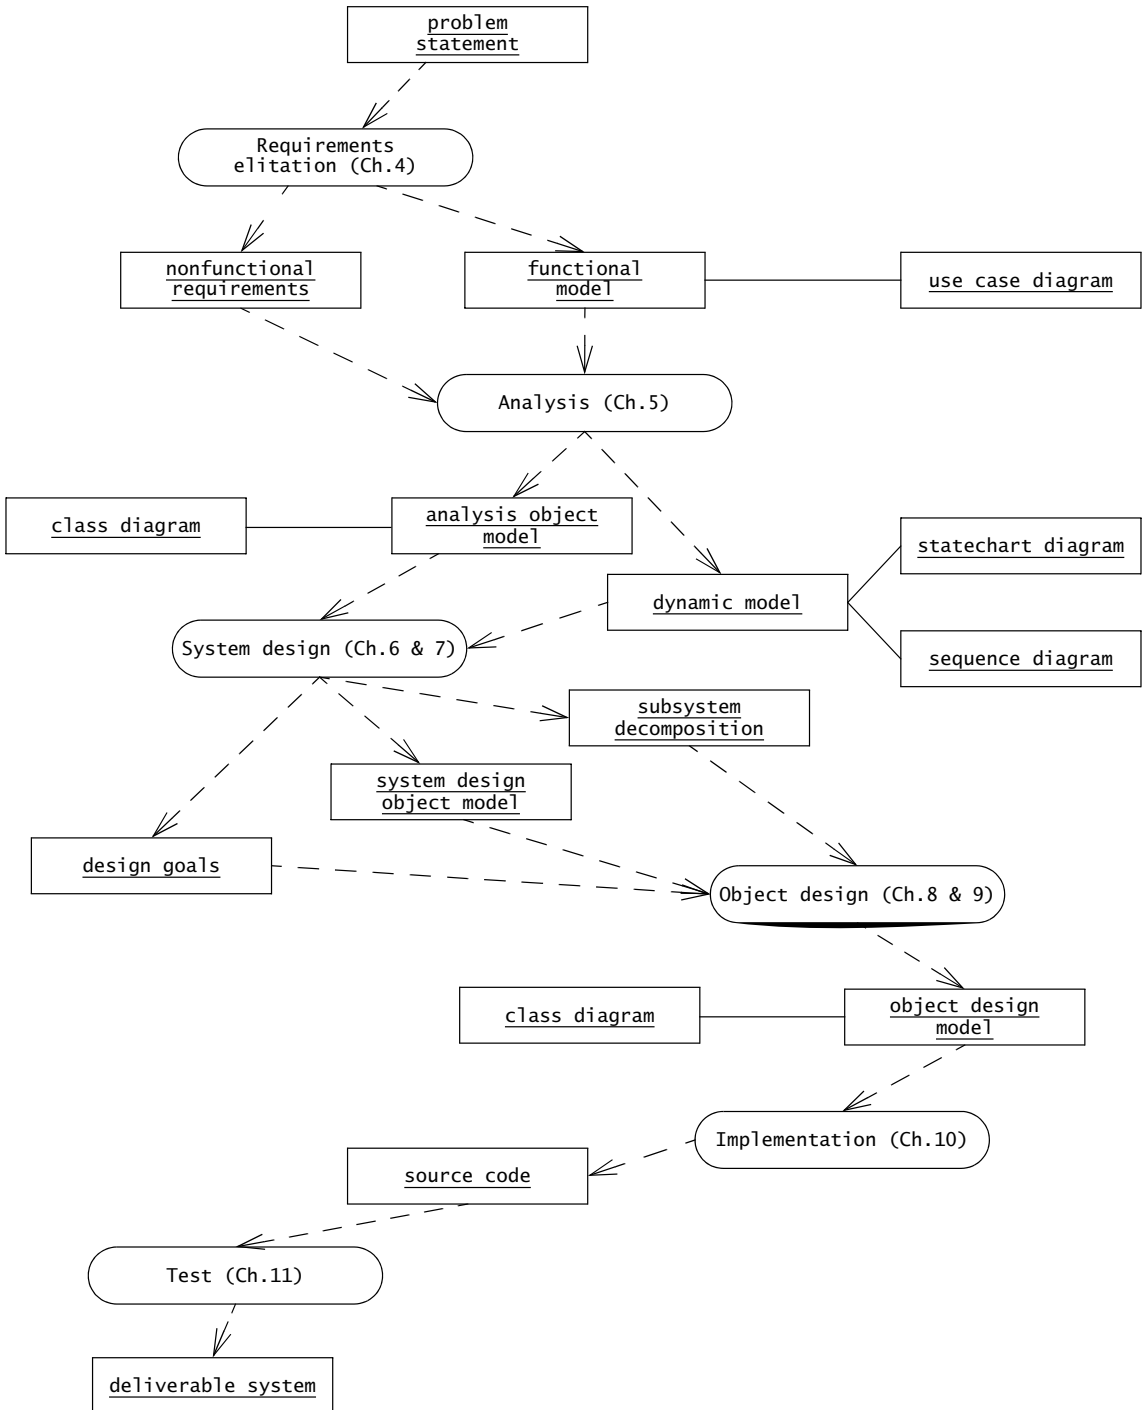 problem
statement
Requirements
elitation (Ch.4)
nonfunctional
requirements
functional
model
use case diagram
Analysis (Ch.5)
class diagram
analysis object
model
statechart diagram
dynamic model
System design (Ch.6 & 7)
sequence diagram
subsystem
decomposition
system design
object model
design goals
Object design (Ch.8 & 9)
class diagram
object design
model
Implementation (Ch.10)
source code
Test (Ch.11)
deliverable system